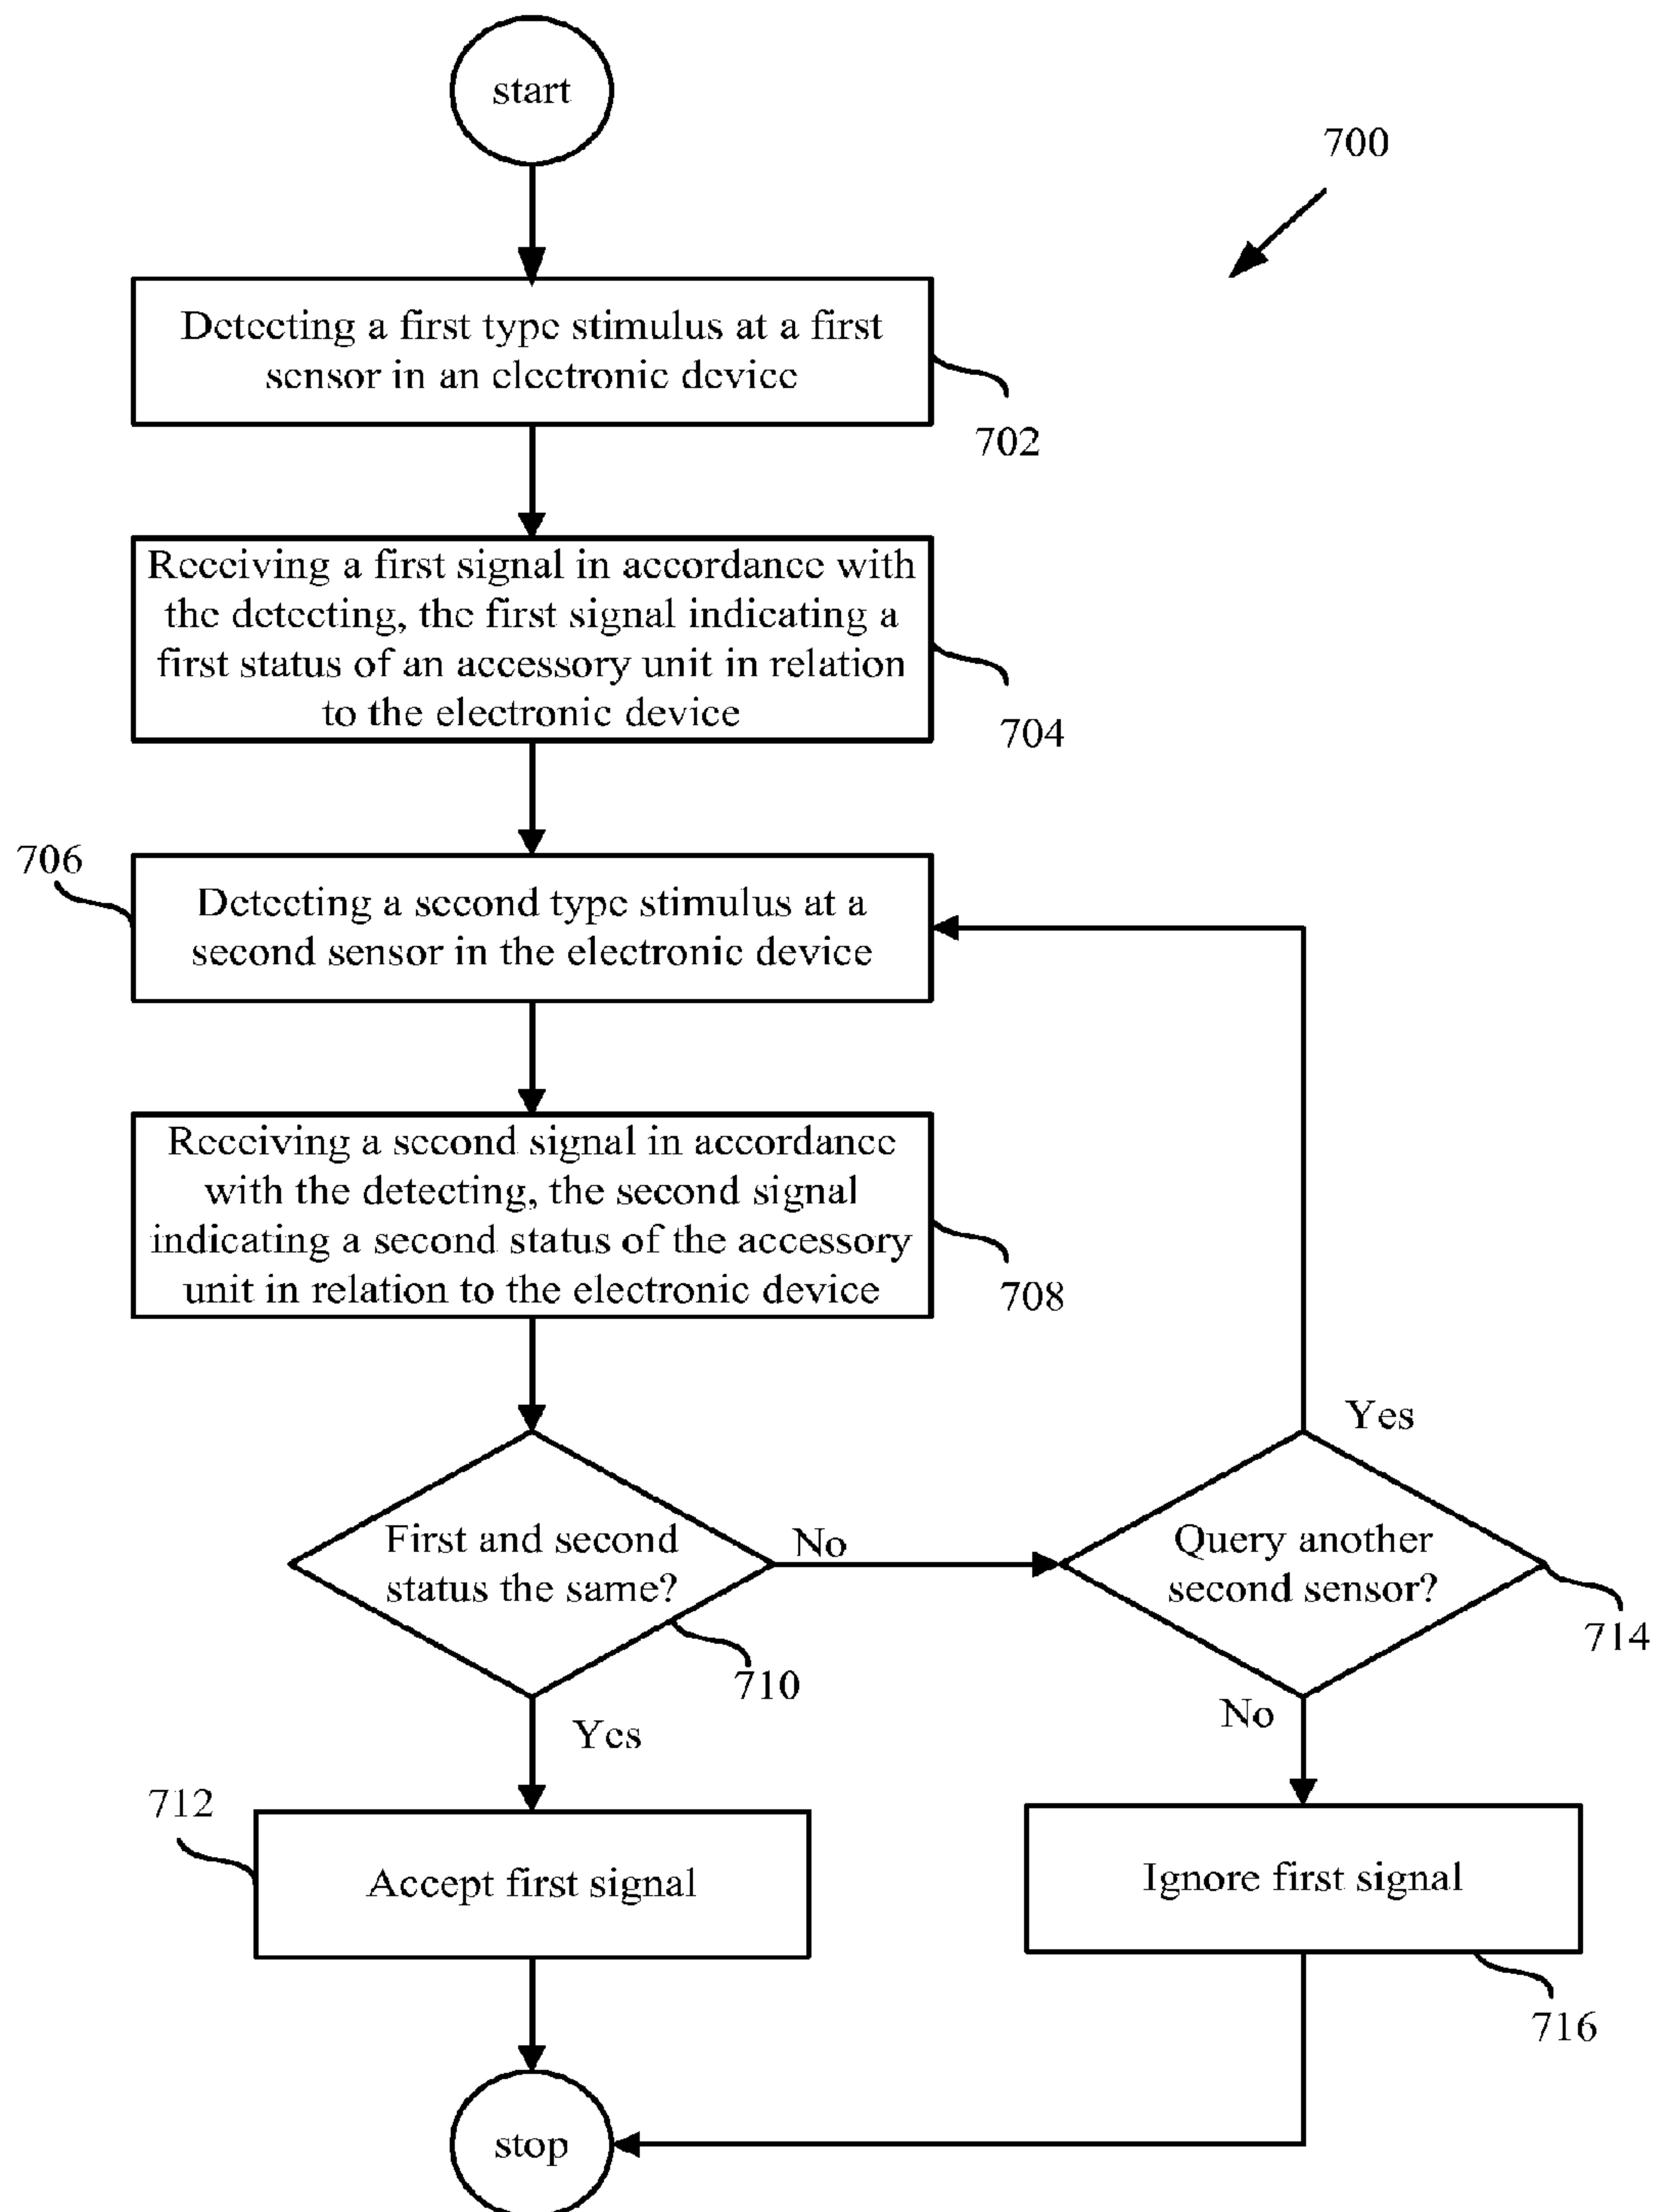 start
700
Detecting a first type stimulus at a first
sensor in an electronic device
702
Receiving a first signal in accordance with
the detecting, the first signal indicating a
first status of an accessory unit in relation
to the electronic device
704
706
Detecting a second type stimulus at a
second sensor in the electronic device
Receiving a second signal in accordance
with the detecting, the second signal
indicating a second status of the accessory
unit in relation to the electronic device
708
First and second
status the same?
710
No
Yes
Query another
second sensor?
714
Yes
No
712
Accept first signal
Ignore first signal
716
stop